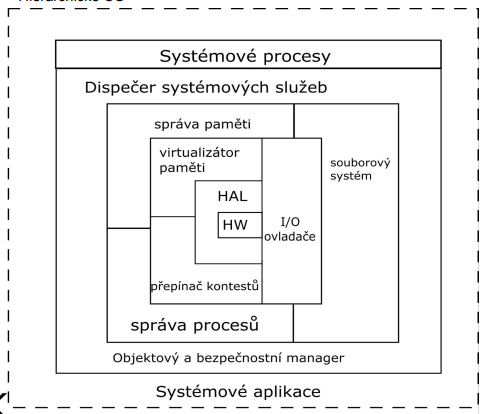 Systémové procesy
Dispečer systémových služeb
správa paměti
virtualizátor
paměti
souborový
systém
HAL
HW
I/O
ovladače
přepínač kontestů
správa procesů
Objektový a bezpečnostní manager
Systémové aplikace